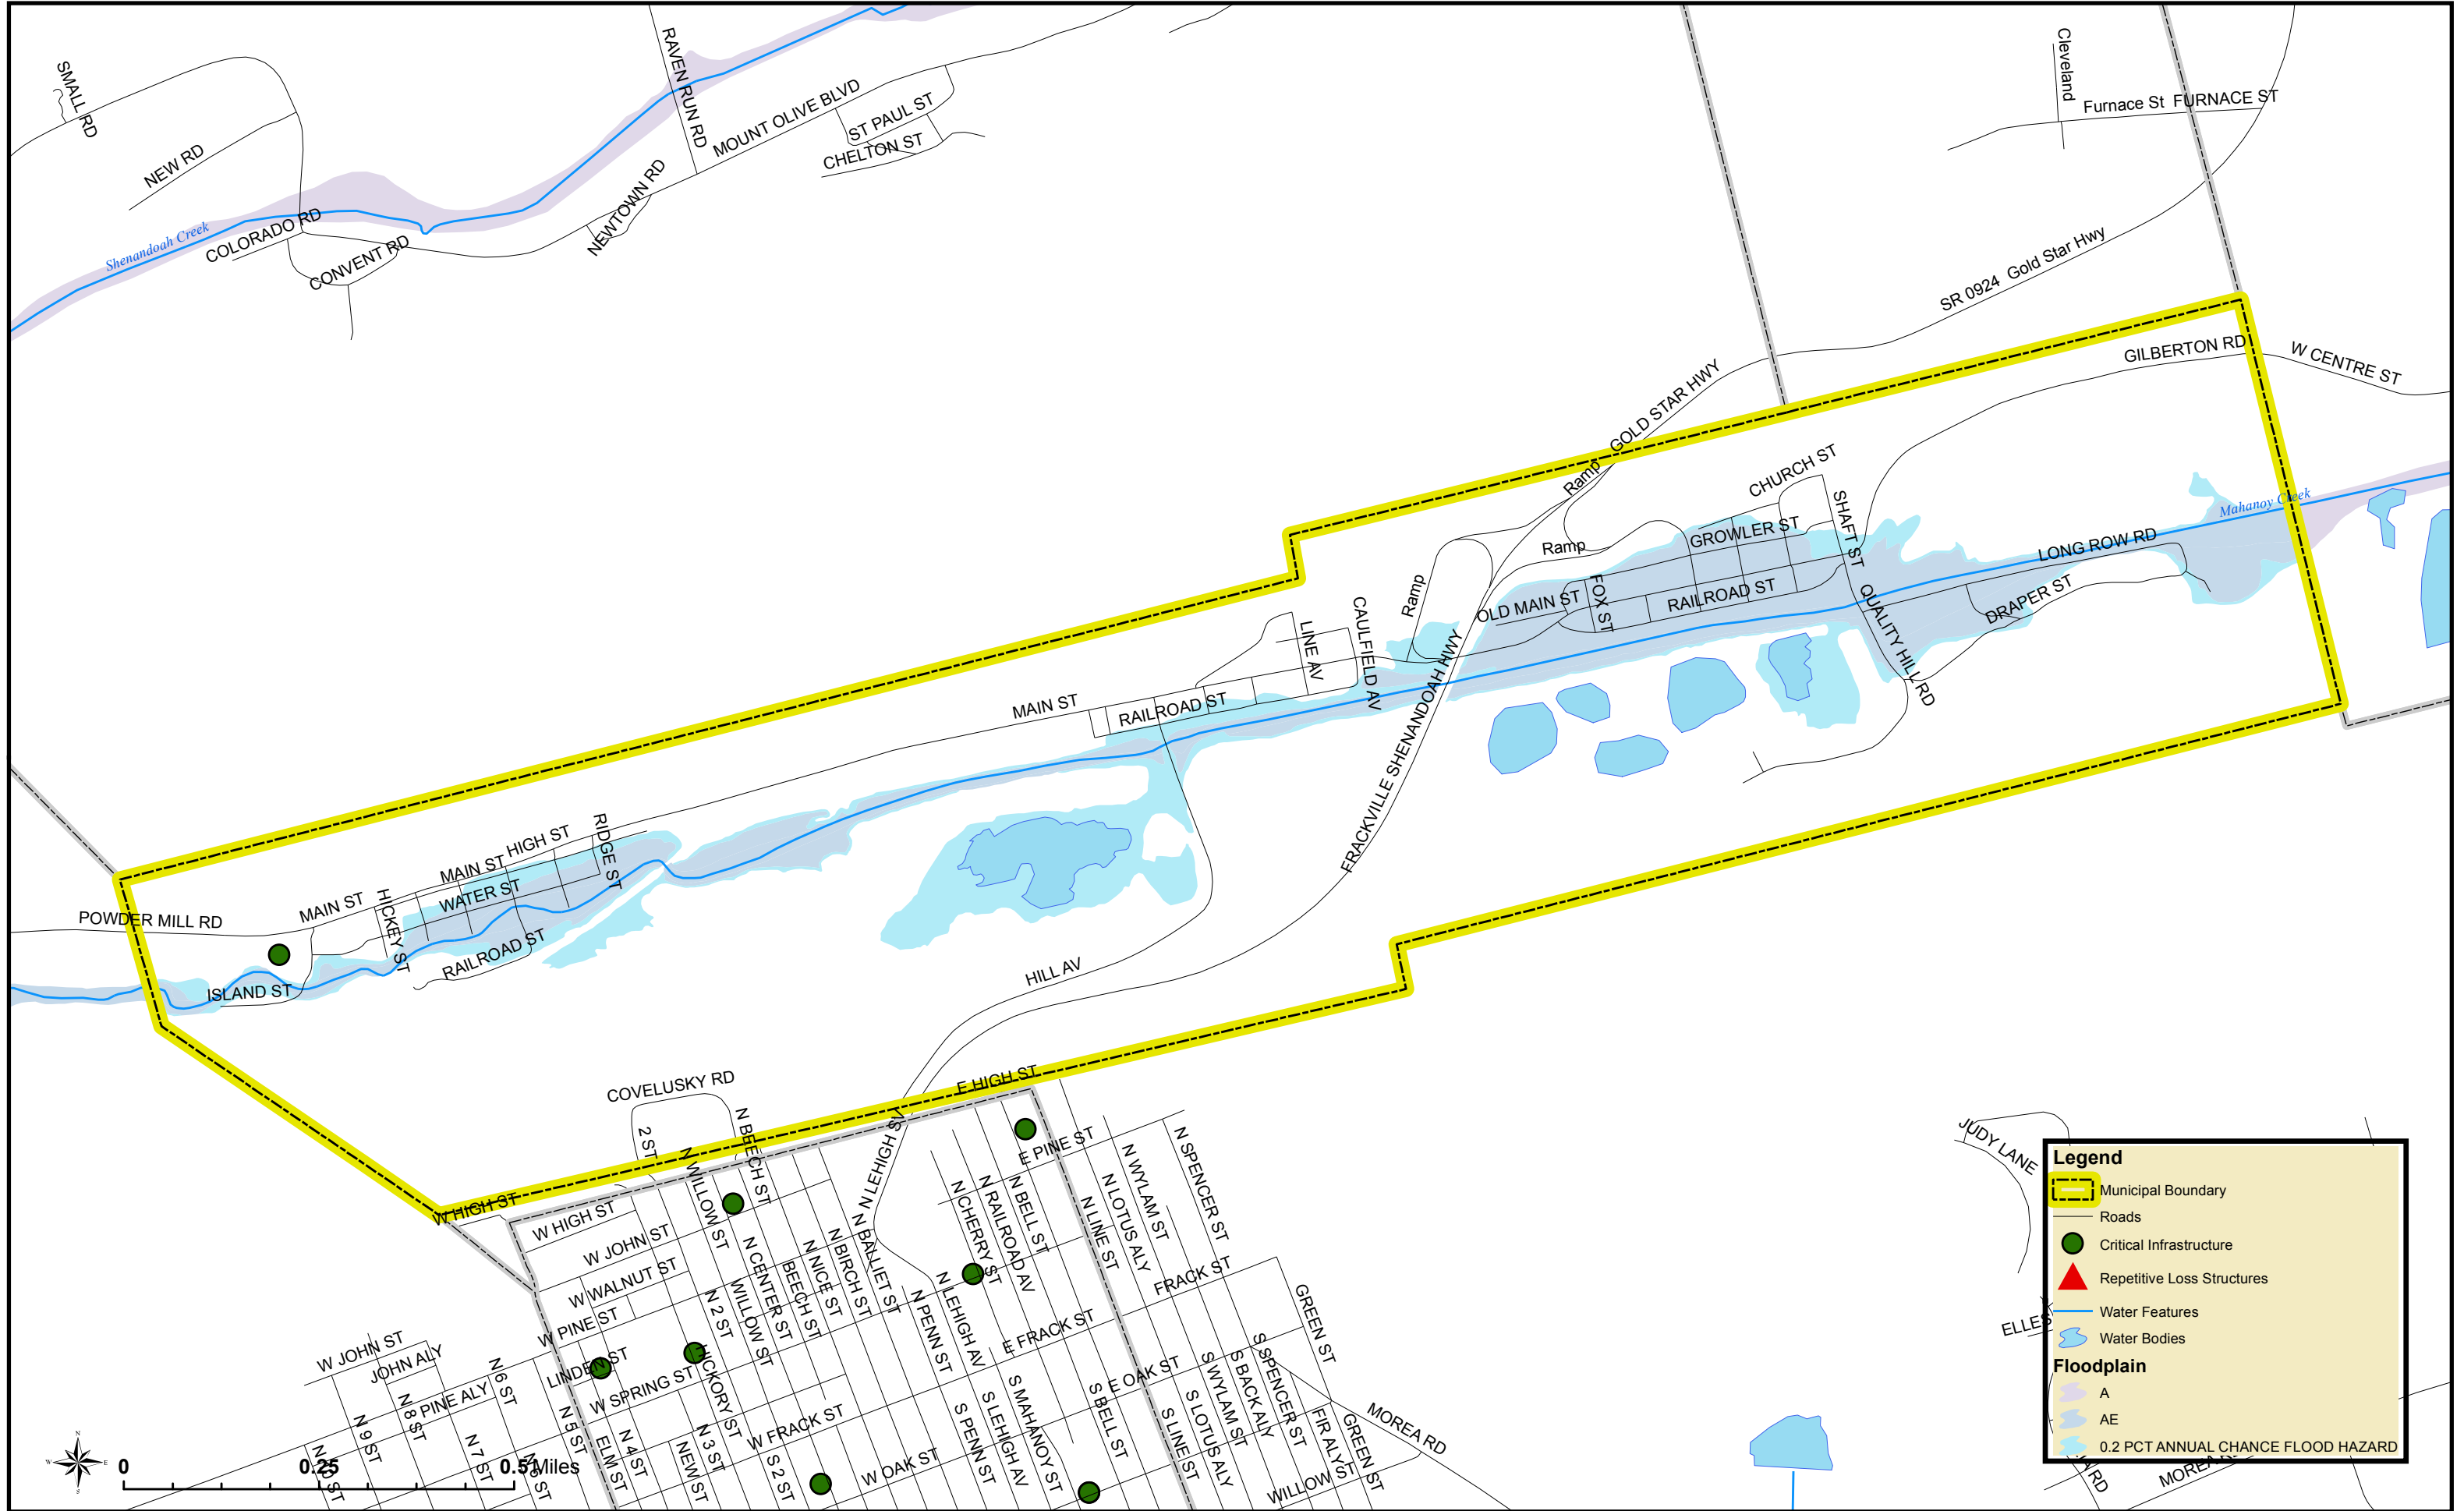 SMALL RD
NEW RD
Shenandoah Creek
COLORADO RD
CONVENT RD
NEWTOWN RD
RAVEN RUN RD
MOUNT OLIVE BLVD
ST PAUL ST
CHELTON ST
Cleveland
Furnace St FURNACE ST
SR 0924 Gold Star Hwy
GILBERTON RD
W CENTRE ST
GOLD STAR HWY
Ramp
Ramp
Ramp
CHURCH ST
SHAFT ST
GROWLER ST
FOX ST
OLD MAIN ST
RAILROAD ST
LONG ROW RD
Mahanoy Creek
DRAPER ST
QUALITY HILL RD
CAULFIELD AV
LINE AV
MAIN ST
RAILROAD ST
FRACKVILLE SHENANDOAH HWY
RIDGE ST
HIGH ST
MAIN ST
WATER ST
HICKEY ST
MAIN ST
POWDER MILL RD
RAILROAD ST
ISLAND ST
HILL AV
E HIGH ST
COVELUSKY RD
N BEECH ST
2 ST
N WILLOW ST
N LEHIGH ST
E PINE ST
W HIGH ST
W HIGH ST
W JOHN ST
W WALNUT ST
W PINE ST
N CENTER ST
BEECH ST
N NICE ST
N BIRCH ST
N BALLIET ST
N CHERRY ST
N RAILROAD AV
N BELL ST
N LINE ST
N LOTUS ALY
N WYLAM ST
N SPENCER ST
N 2 ST
WILLOW ST
N PENN ST
N LEHIGH AV
FRACK ST
E FRACK ST
GREEN ST
LINDEN ST
W SPRING ST
HICKORY ST
W JOHN ST
JOHN ALY
PINE ALY
N 6 ST
N 8 ST
N 9 ST
N 7 ST
N 5 ST
ELM ST
N 4 ST
NEW ST
N 3 ST
S 2 ST
W FRACK ST
W OAK ST
S PENN ST
S LEHIGH AV
S MAHANOY ST
S BELL ST
E OAK ST
S LINE ST
S LOTUS ALY
S WYLAM ST
S BACK ALY
S SPENCER ST
FIR ALY
GREEN ST
WILLOW ST
MOREA RD
JUDY LANE
ELLES
N
W
E
S
0
0.25
0.5 Miles
Legend
Municipal Boundary
Roads
Critical Infrastructure
Repetitive Loss Structures
Water Features
Water Bodies
Floodplain
A
AE
0.2 PCT ANNUAL CHANCE FLOOD HAZARD